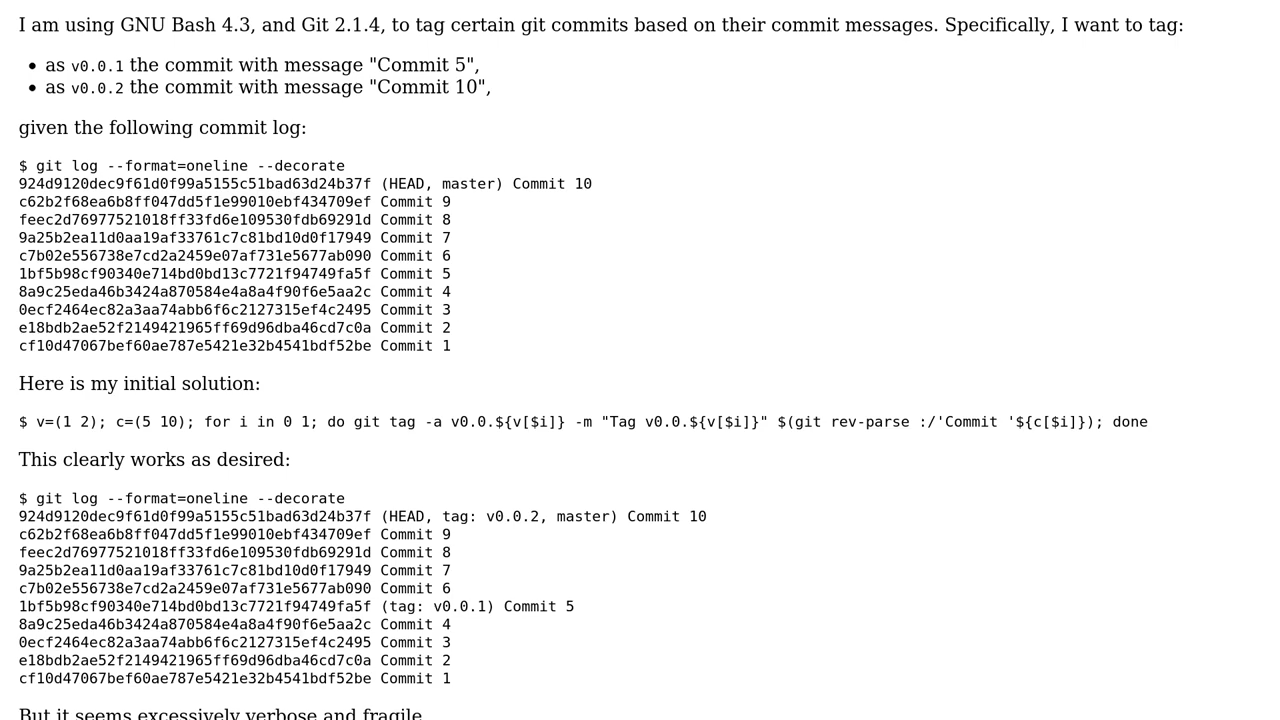 I am using GNU Bash 4.3, and Git 2.1.4, to tag certain git commits based on their commit messages. Specifically, I want to tag:
• as v0.0.1 the commit with message "Commit 5",
• as v0.0.2 the commit with message "Commit 10",
given the following commit log:
$ git log --format=oneline --decorate
924d9120dec9f61d0f99a5155c51bad63d24b37f (HEAD, master) Commit 10
c62b2f68ea6b8ff047dd5f1e99010ebf434709ef Commit 9
feec2d76977521018ff33fd6e109530fdb69291d Commit 8
9a25b2ea11d0aa19af33761c7c81bd10d0f17949 Commit 7
c7b02e556738e7cd2a2459e07af731e5677ab090 Commit 6
1bf5b98cf90340e714bd0bd13c7721f94749fa5f Commit 5
8a9c25eda46b3424a870584e4a8a4f90f6e5aa2c Commit 4
0ecf2464ec82a3aa74abb6f6c2127315ef4c2495 Commit 3
e18bdb2ae52f2149421965ff69d96dba46cd7c0a Commit 2
cf10d47067bef60ae787e5421e32b4541bdf52be Commit 1
Here is my initial solution:
$ v=(1 2); c=(5 10); for i in 0 1; do git tag -a v0.0.${v[$i]} -m "Tag v0.0.${v[$i]}" $(git rev-parse :/'Commit '${c[$i]}); done
This clearly works as desired:
$ git log --format=oneline --decorate
924d9120dec9f61d0f99a5155c51bad63d24b37f (HEAD, tag: v0.0.2, master) Commit 10
c62b2f68ea6b8ff047dd5f1e99010ebf434709ef Commit 9
feec2d76977521018ff33fd6e109530fdb69291d Commit 8
9a25b2ea11d0aa19af33761c7c81bd10d0f17949 Commit 7
c7b02e556738e7cd2a2459e07af731e5677ab090 Commit 6
1bf5b98cf90340e714bd0bd13c7721f94749fa5f (tag: v0.0.1) Commit 5
8a9c25eda46b3424a870584e4a8a4f90f6e5aa2c Commit 4
0ecf2464ec82a3aa74abb6f6c2127315ef4c2495 Commit 3
e18bdb2ae52f2149421965ff69d96dba46cd7c0a Commit 2
cf10d47067bef60ae787e5421e32b4541bdf52be Commit 1
But it seems excessively verbose and fragile.